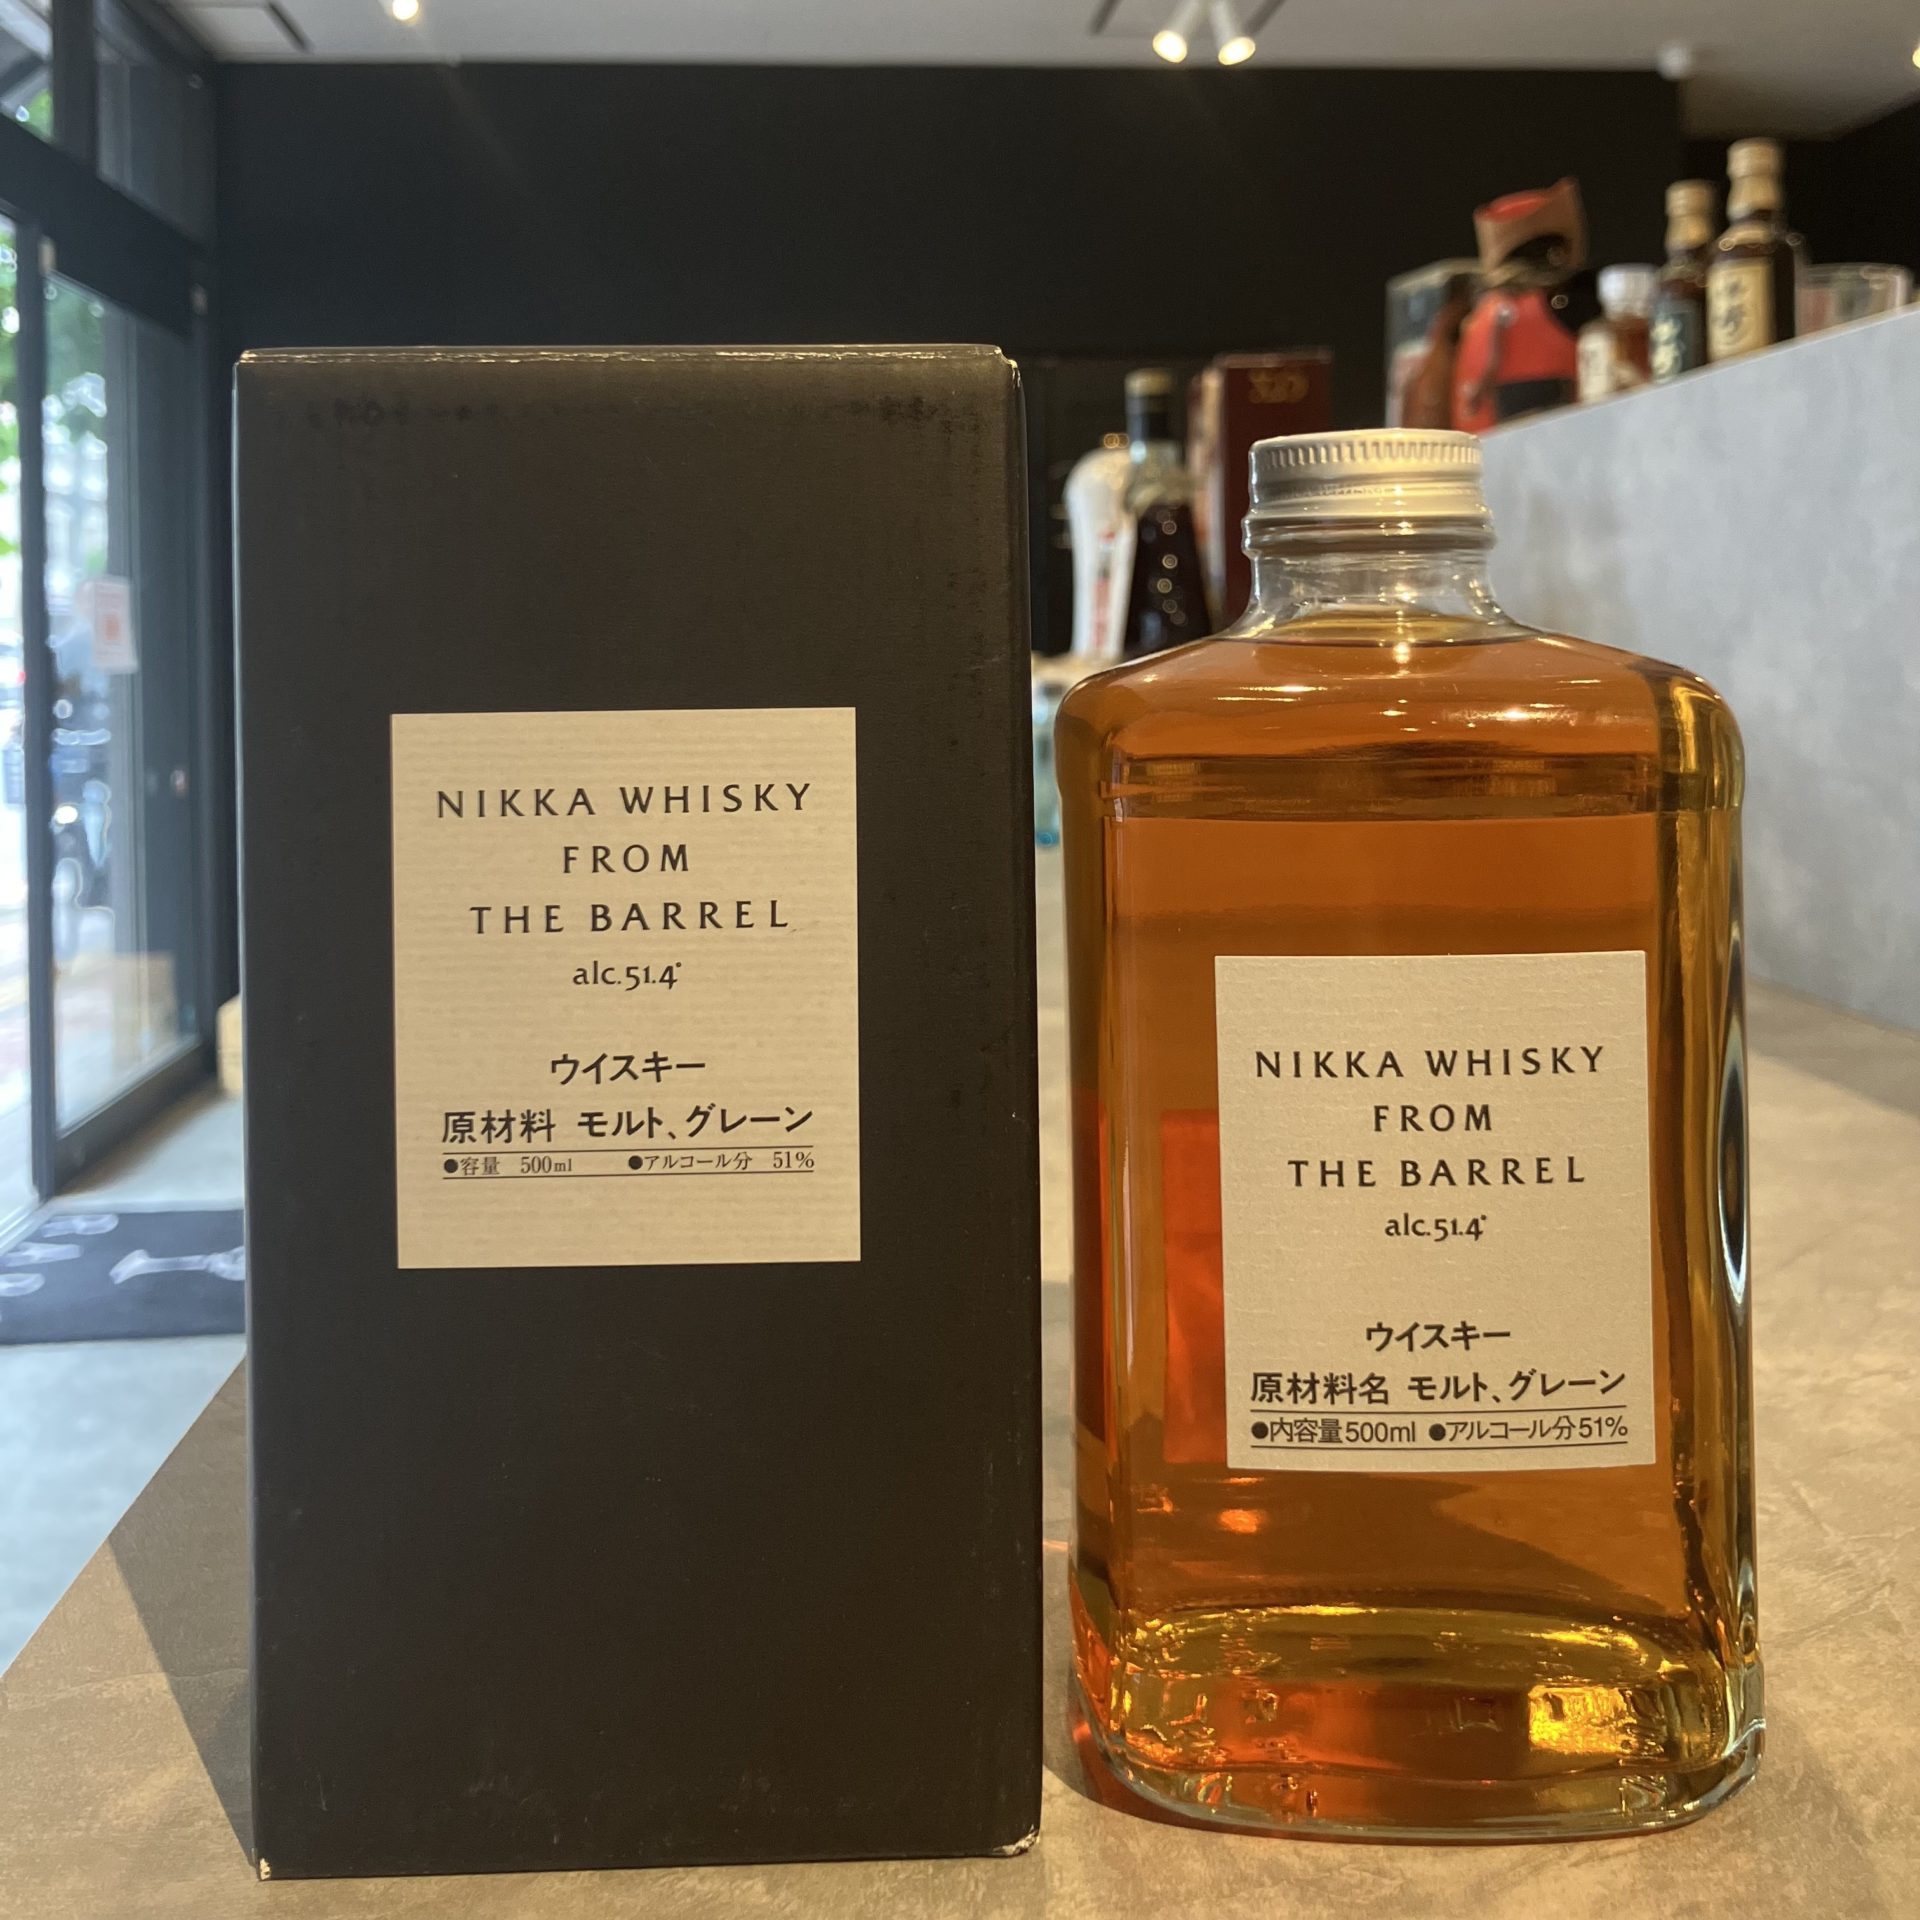 NIKKA WHISKY
FROM
THE BARREL
alc.51.4°
ウイスキー
原材料 モルト、グレーン
●容量 500ml ●アルコール分 51%
NIKKA WHISKY
FROM
THE BARREL
alc.51.4°
ウイスキー
原材料名 モルト、グレーン
●内容量500ml ●アルコール分51%